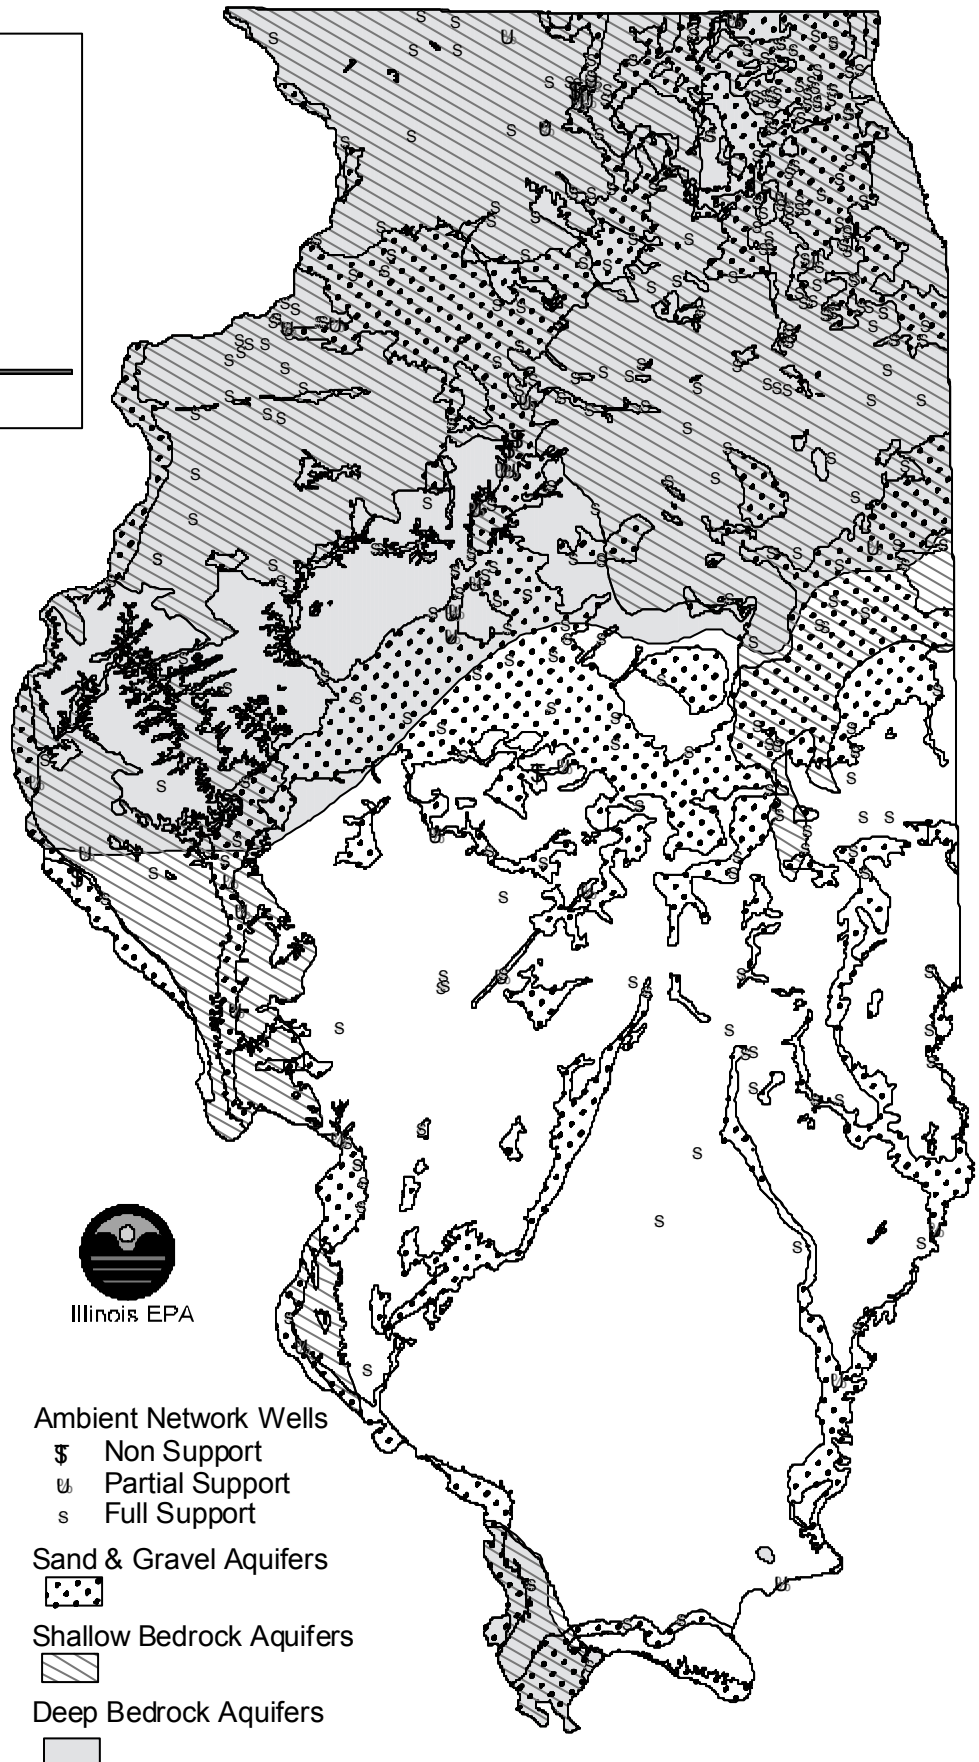 Illinois EPA
Ambient Network Wells
Non Support
Partial Support
s Full Support
Sand & Gravel Aquifers
Shallow Bedrock Aquifers
Deep Bedrock Aquifers